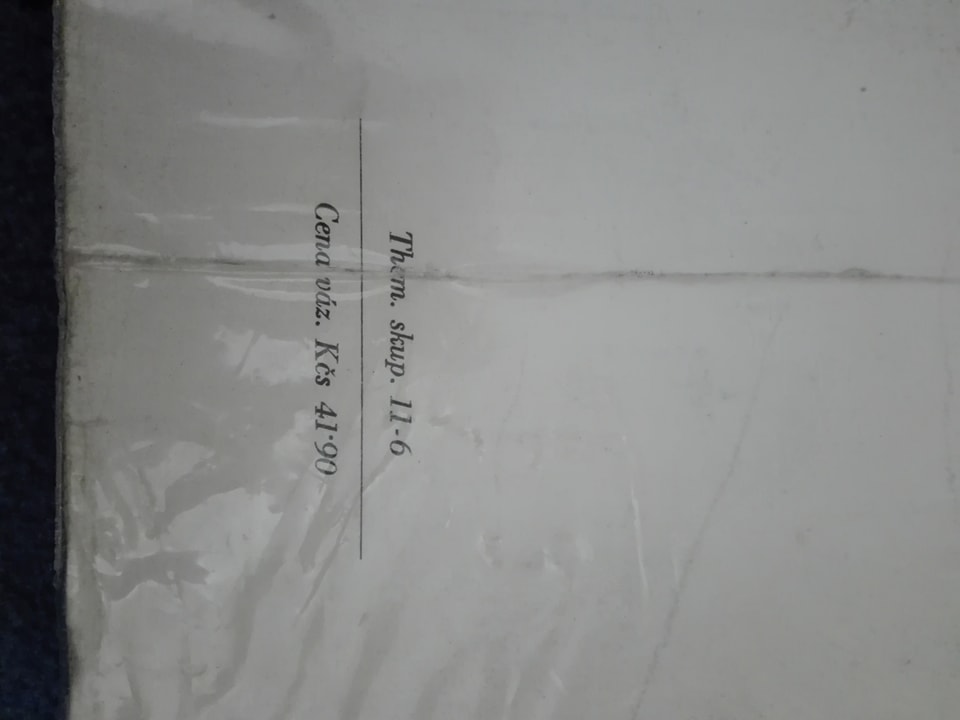 Them. skup. 11-6
Cena váz. Kčs 41·90